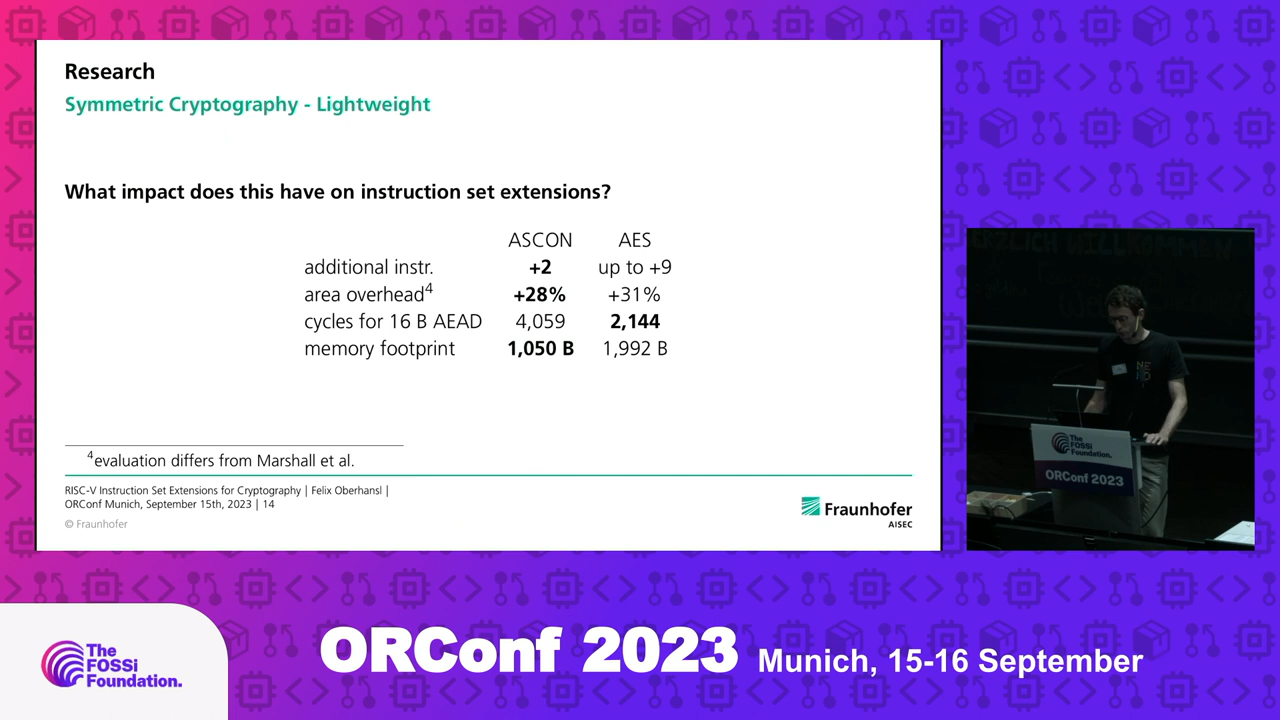 Research
Symmetric Cryptography - Lightweight
What impact does this have on instruction set extensions?
ASCON AES
additional instr. +2 up to +9
area overhead4 +28% +31%
cycles for 16 B AEAD 4,059 2,144
memory footprint 1,050 B 1,992 B
4evaluation differs from Marshall et al.
RISC-V Instruction Set Extensions for Cryptography | Felix Oberhansl |
ORConf Munich, September 15th, 2023 | 14
© Fraunhofer
Fraunhofer
AISEC
The
FOSSi
Foundation.
ORConf 2023
The
FOSSi
Foundation.
ORConf 2023 Munich, 15-16 September